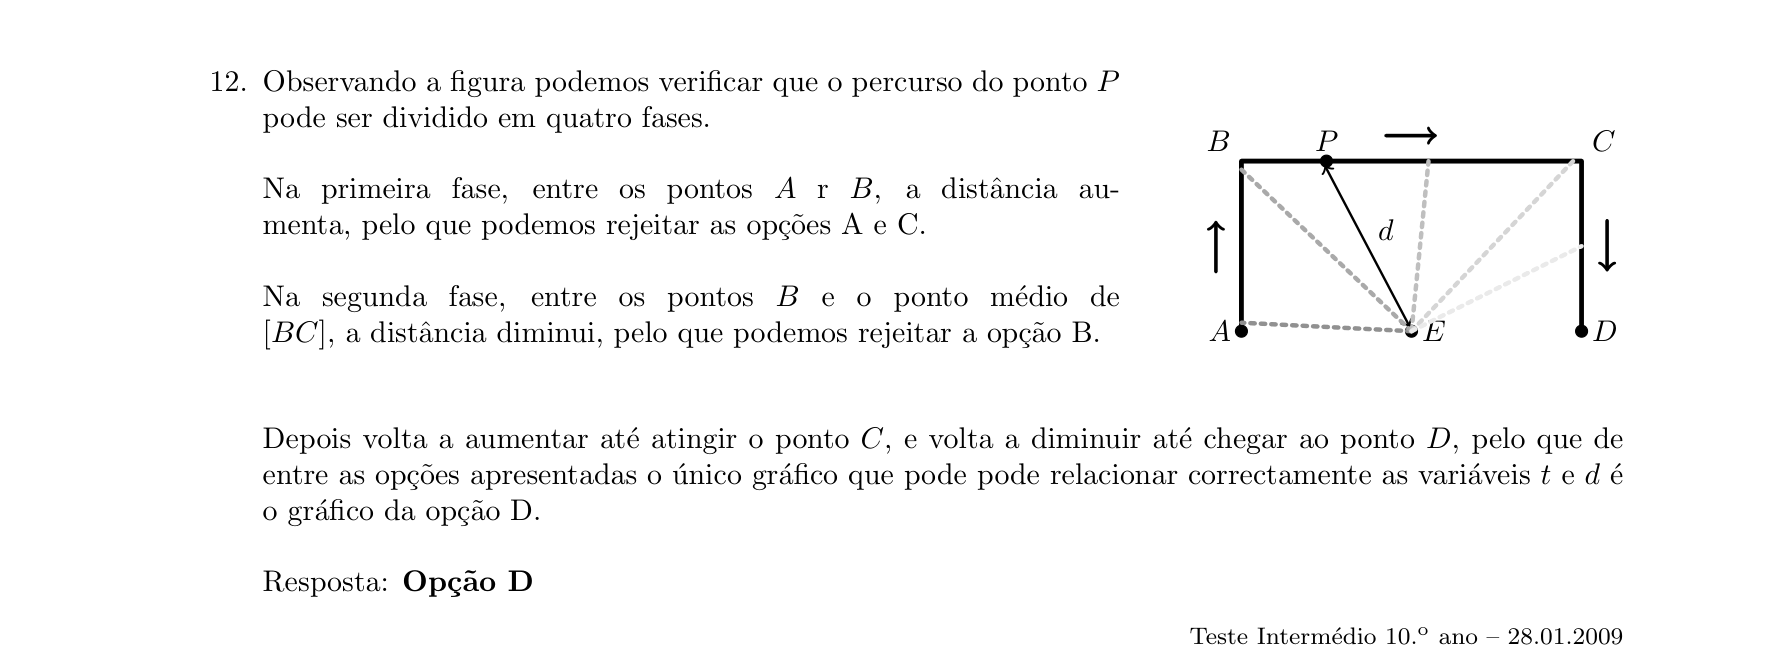 12. Observando a figura podemos verificar que o percurso do ponto P
pode ser dividido em quatro fases.
Na primeira fase, entre os pontos A r B, a distância au-
menta, pelo que podemos rejeitar as opções A e C.
Na segunda fase, entre os pontos B e o ponto médio de
[BC], a distância diminui, pelo que podemos rejeitar a opção B.
B P C
d
A E D
Depois volta a aumentar até atingir o ponto C, e volta a diminuir até chegar ao ponto D, pelo que de
entre as opções apresentadas o único gráfico que pode pode relacionar correctamente as variáveis t e d é
o gráfico da opção D.
Resposta: Opção D
Teste Intermédio 10.º ano – 28.01.2009